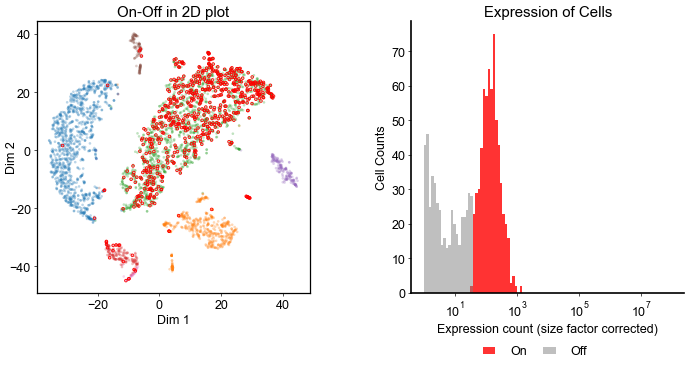 On-Off in 2D plot
40
20
0
−20
−40
Dim 2
−20 0 20 40
Dim 1
Expression of Cells
70
60
50
40
30
20
10
0
Cell Counts
10^1 10^3 10^5 10^7
Expression count (size factor corrected)
On Off